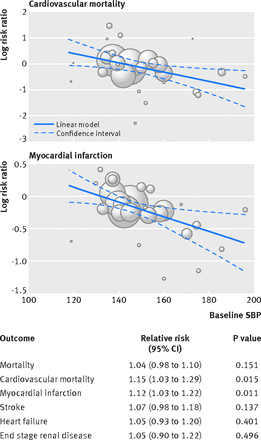 Cardiovascular mortality
Log risk ratio
2
1
0
-1
-2
-3
Linear model
Confidence interval
Myocardial infarction
Log risk ratio
0.5
0
-0.5
-1.0
-1.5
100
120
140
160
180
200
Baseline SBP
Outcome Relative risk (95% CI) P value
Mortality 1.04 (0.98 to 1.10) 0.151
Cardiovascular mortality 1.15 (1.03 to 1.29) 0.015
Myocardial infarction 1.12 (1.03 to 1.22) 0.011
Stroke 1.07 (0.98 to 1.18) 0.137
Heart failure 1.05 (0.93 to 1.20) 0.401
End stage renal disease 1.05 (0.90 to 1.22) 0.496